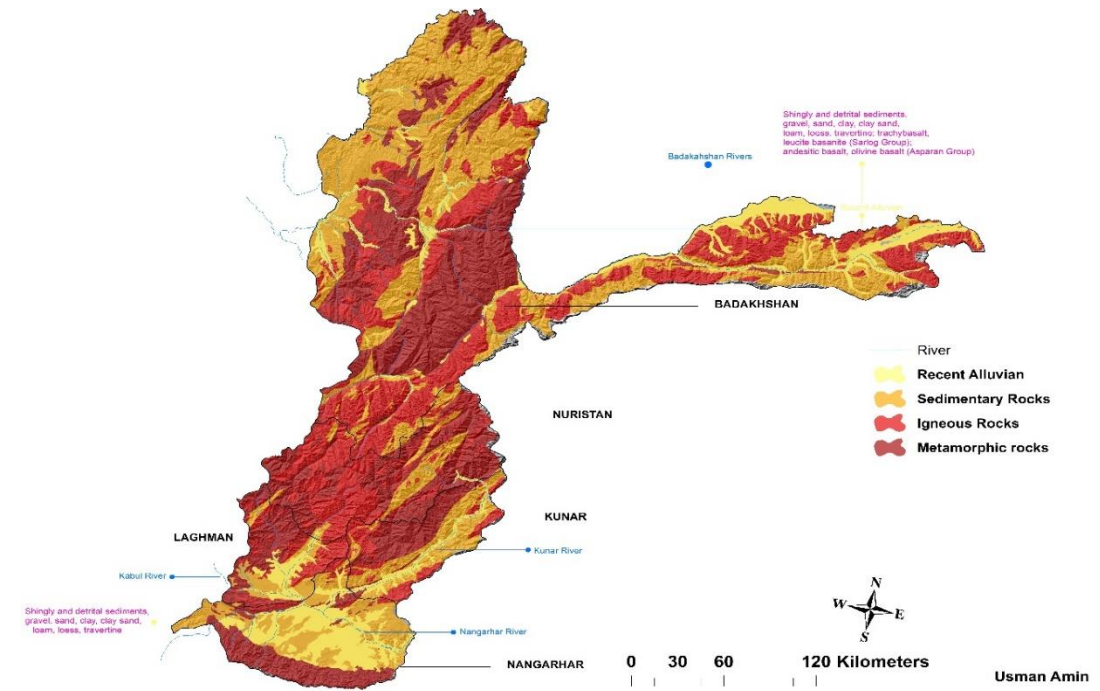 Shingly and detrital sediments,
gravel, sand, clay, clay sand,
loam, loess, travertine; trachybasalt,
leucite basanite (Sarlog Group);
andesitic basalt, olivine basalt (Asparan Group)
Badakahshan Rivers
Recent Alluvian
BADAKHSHAN
River
Recent Alluvian
Sedimentary Rocks
Igneous Rocks
Metamorphic rocks
NURISTAN
KUNAR
LAGHMAN
Kunar River
Kabul River
Shingly and detrital sediments,
gravel, sand, clay, clay sand,
loam, loess, travertine
Nangarhar River
NANGARHAR
N
W E
S
0 30 60 120 Kilometers
Usman Amin